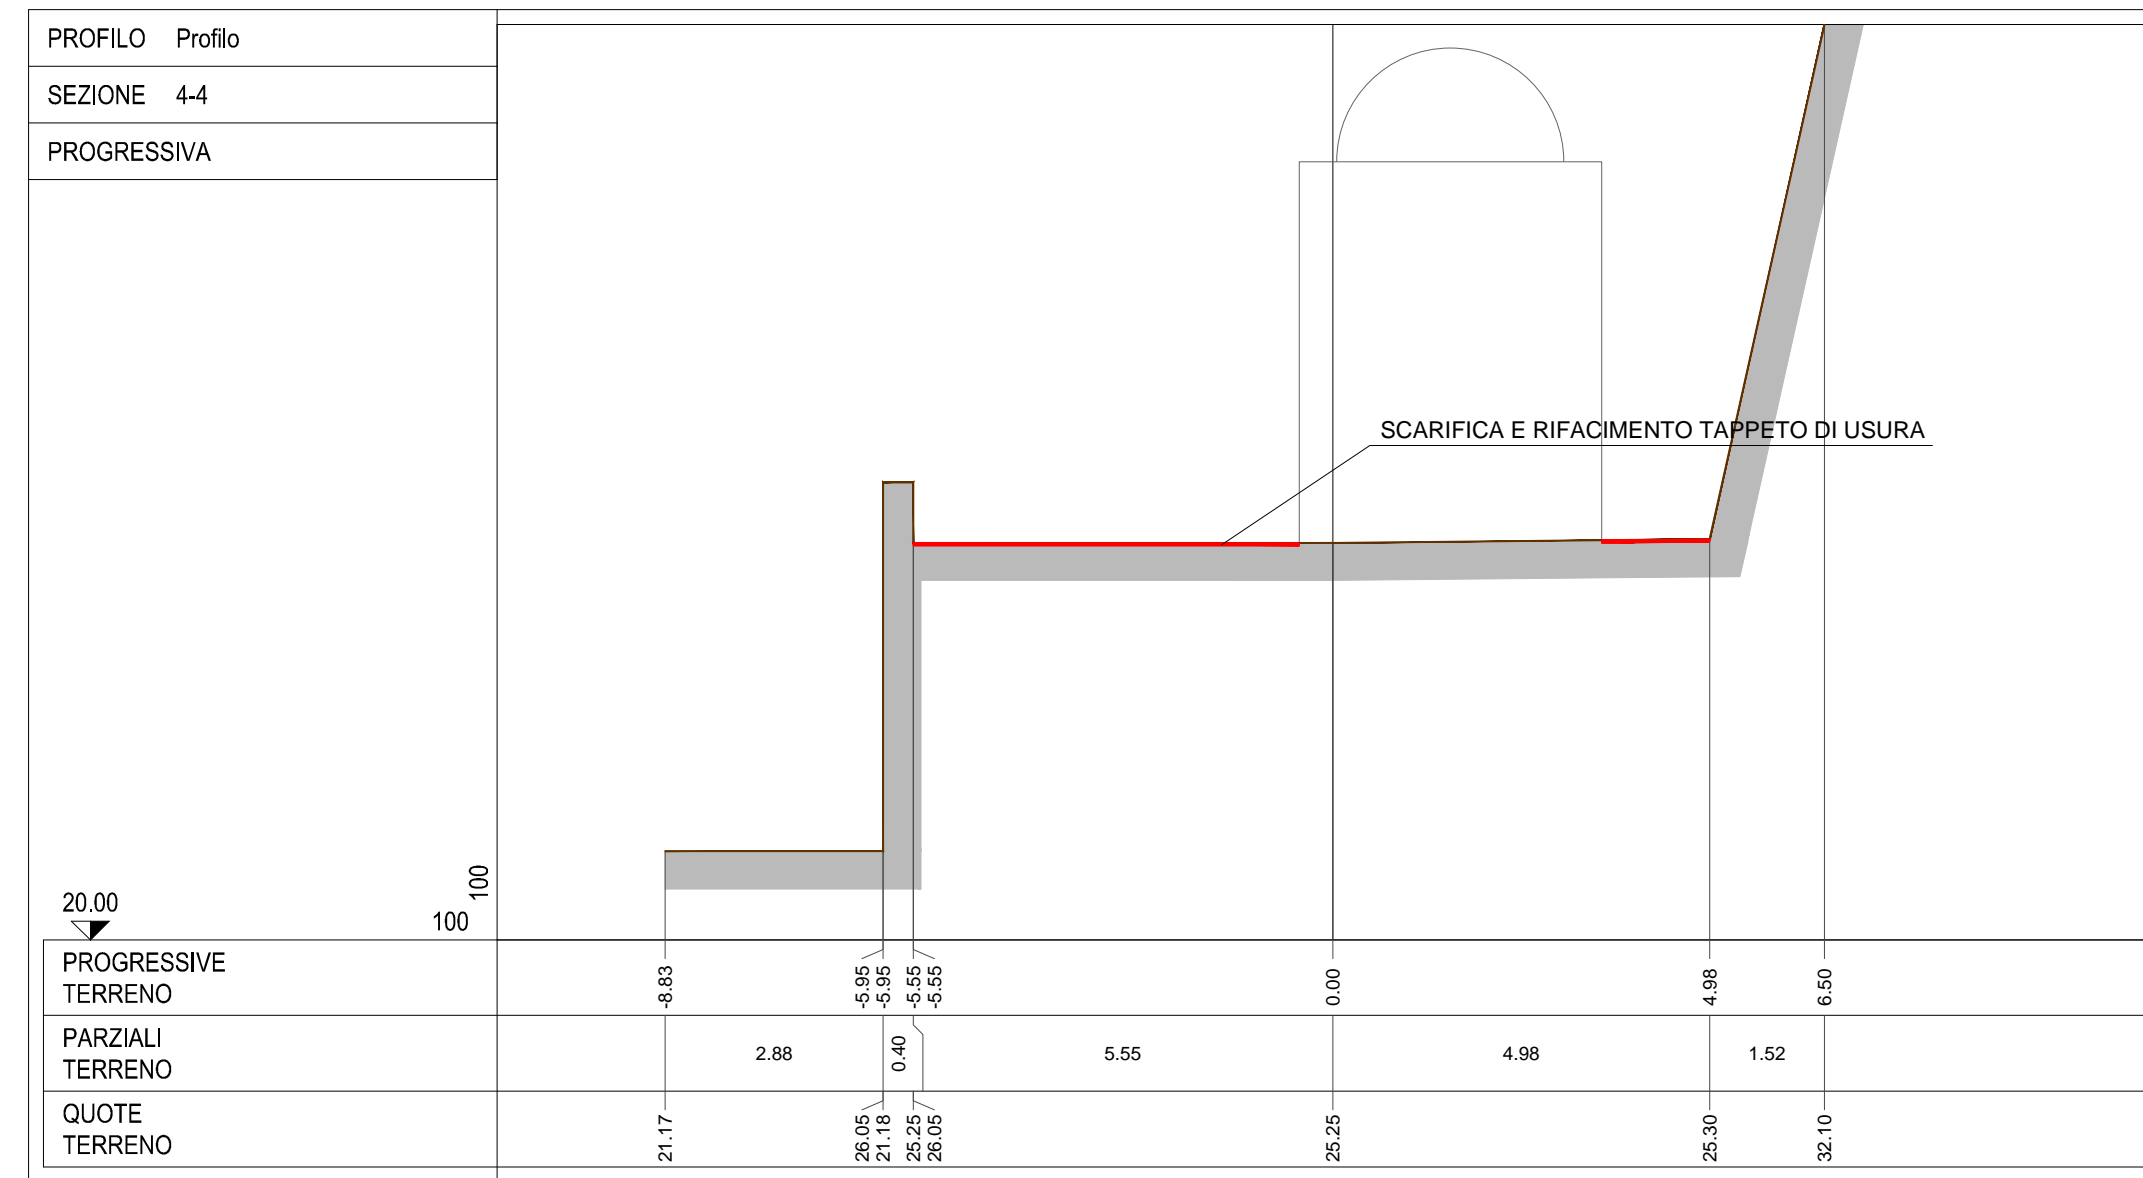 PROFILO Profilo
SEZIONE 4-4
PROGRESSIVA
SCARIFICA E RIFACIMENTO TAPPETO DI USURA
100
20.00
100
PROGRESSIVE
TERRENO
-8.83 -5.95 -5.95 -5.55 -5.55 0.00 4.98 6.50
PARZIALI
TERRENO
2.88 0.40 5.55 4.98 1.52
QUOTE
TERRENO
21.17 26.05 21.18 25.25 26.05 25.25 25.30 32.10